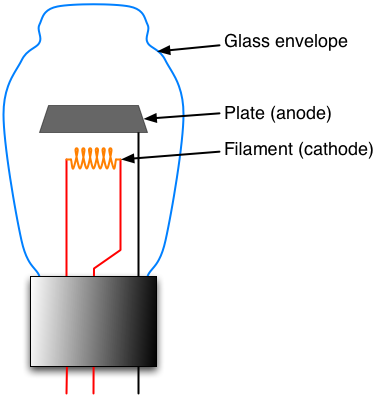 Glass envelope
Plate (anode)
Filament (cathode)